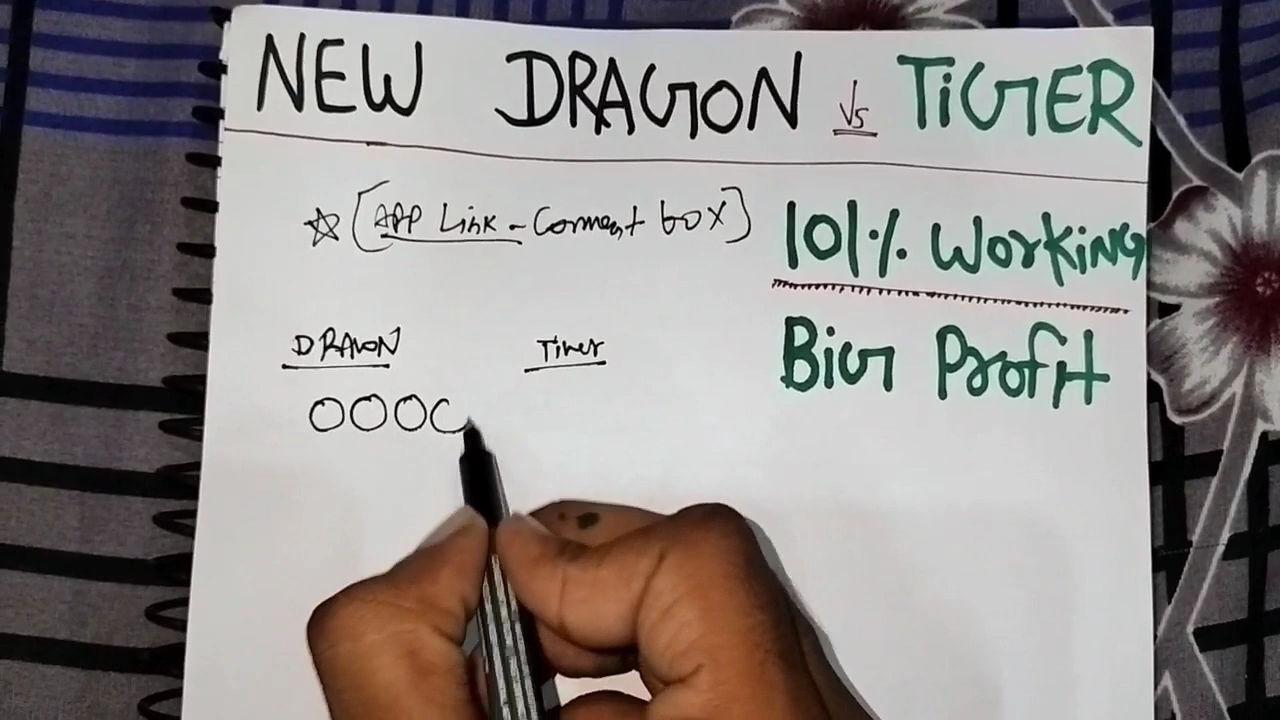 NEW DRAGON Vs TiGER
☆ [APP Link - Comment box]
101% Working
Big Profit
DRAGON Tiger
OOOC